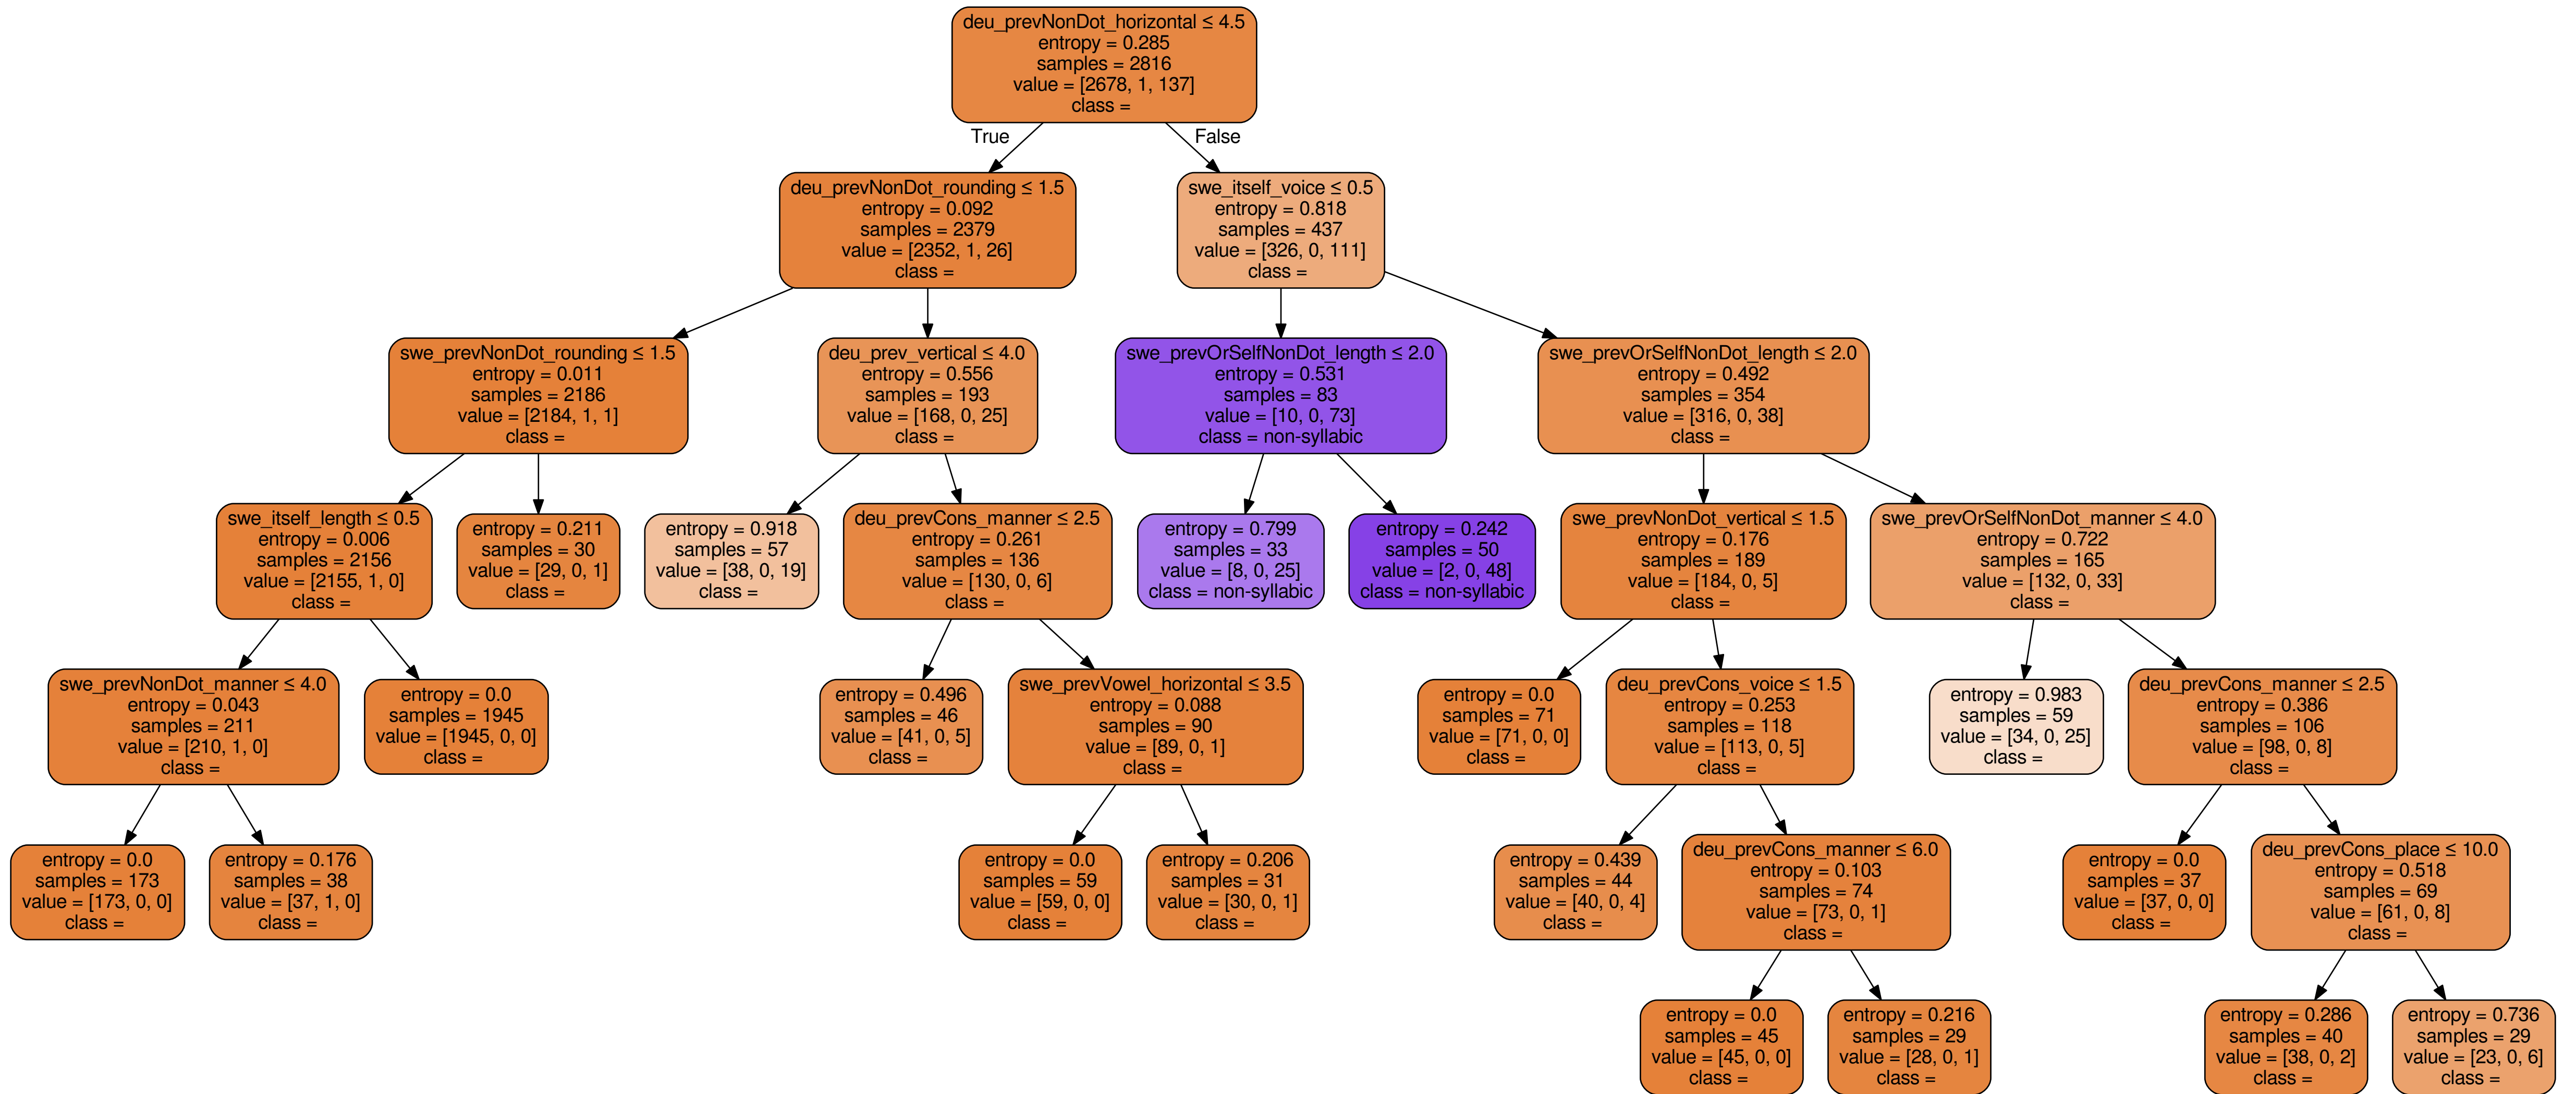 deu_prevNonDot_horizontal ≤ 4.5
entropy = 0.285
samples = 2816
value = [2678, 1, 137]
class =
True
False
deu_prevNonDot_rounding ≤ 1.5
entropy = 0.092
samples = 2379
value = [2352, 1, 26]
class =
swe_itself_voice ≤ 0.5
entropy = 0.818
samples = 437
value = [326, 0, 111]
class =
swe_prevNonDot_rounding ≤ 1.5
entropy = 0.011
samples = 2186
value = [2184, 1, 1]
class =
deu_prev_vertical ≤ 4.0
entropy = 0.556
samples = 193
value = [168, 0, 25]
class =
swe_prevOrSelfNonDot_length ≤ 2.0
entropy = 0.531
samples = 83
value = [10, 0, 73]
class = non-syllabic
swe_prevOrSelfNonDot_length ≤ 2.0
entropy = 0.492
samples = 354
value = [316, 0, 38]
class =
swe_itself_length ≤ 0.5
entropy = 0.006
samples = 2156
value = [2155, 1, 0]
class =
entropy = 0.211
samples = 30
value = [29, 0, 1]
class =
entropy = 0.918
samples = 57
value = [38, 0, 19]
class =
deu_prevCons_manner ≤ 2.5
entropy = 0.261
samples = 136
value = [130, 0, 6]
class =
entropy = 0.799
samples = 33
value = [8, 0, 25]
class = non-syllabic
entropy = 0.242
samples = 50
value = [2, 0, 48]
class = non-syllabic
swe_prevNonDot_vertical ≤ 1.5
entropy = 0.176
samples = 189
value = [184, 0, 5]
class =
swe_prevOrSelfNonDot_manner ≤ 4.0
entropy = 0.722
samples = 165
value = [132, 0, 33]
class =
swe_prevNonDot_manner ≤ 4.0
entropy = 0.043
samples = 211
value = [210, 1, 0]
class =
entropy = 0.0
samples = 1945
value = [1945, 0, 0]
class =
entropy = 0.496
samples = 46
value = [41, 0, 5]
class =
swe_prevVowel_horizontal ≤ 3.5
entropy = 0.088
samples = 90
value = [89, 0, 1]
class =
entropy = 0.0
samples = 71
value = [71, 0, 0]
class =
deu_prevCons_voice ≤ 1.5
entropy = 0.253
samples = 118
value = [113, 0, 5]
class =
entropy = 0.983
samples = 59
value = [34, 0, 25]
class =
deu_prevCons_manner ≤ 2.5
entropy = 0.386
samples = 106
value = [98, 0, 8]
class =
entropy = 0.0
samples = 173
value = [173, 0, 0]
class =
entropy = 0.176
samples = 38
value = [37, 1, 0]
class =
entropy = 0.0
samples = 59
value = [59, 0, 0]
class =
entropy = 0.206
samples = 31
value = [30, 0, 1]
class =
entropy = 0.439
samples = 44
value = [40, 0, 4]
class =
deu_prevCons_manner ≤ 6.0
entropy = 0.103
samples = 74
value = [73, 0, 1]
class =
entropy = 0.0
samples = 37
value = [37, 0, 0]
class =
deu_prevCons_place ≤ 10.0
entropy = 0.518
samples = 69
value = [61, 0, 8]
class =
entropy = 0.0
samples = 45
value = [45, 0, 0]
class =
entropy = 0.216
samples = 29
value = [28, 0, 1]
class =
entropy = 0.286
samples = 40
value = [38, 0, 2]
class =
entropy = 0.736
samples = 29
value = [23, 0, 6]
class =